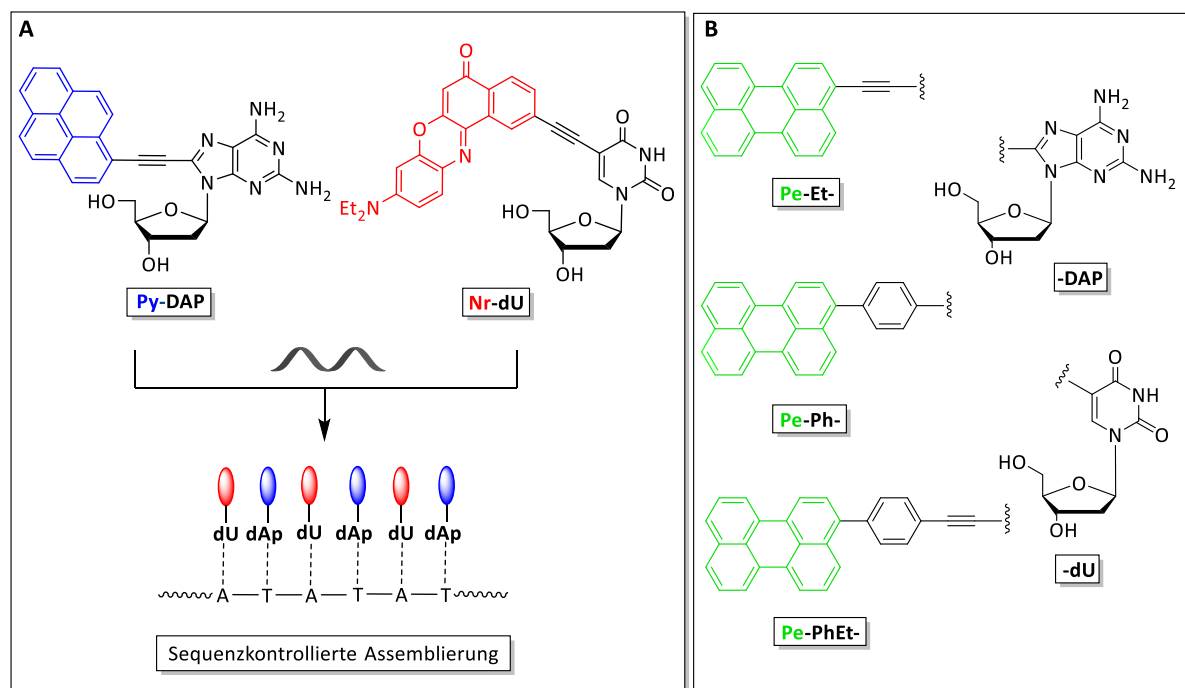 A
O
NH2
N
N
N
N
NH2
HO
O
OH
Py-DAP
O
O
N
Et2N
O
NH
N
O
HO
O
OH
Nr-dU
dU dAp dU dAp dU dAp
A T A T A T
Sequenzkontrollierte Assemblierung
B
Pe-Et-
NH2
N
N
N
N
NH2
HO
O
OH
-DAP
Pe-Ph-
O
NH
N
O
HO
O
OH
-dU
Pe-PhEt-